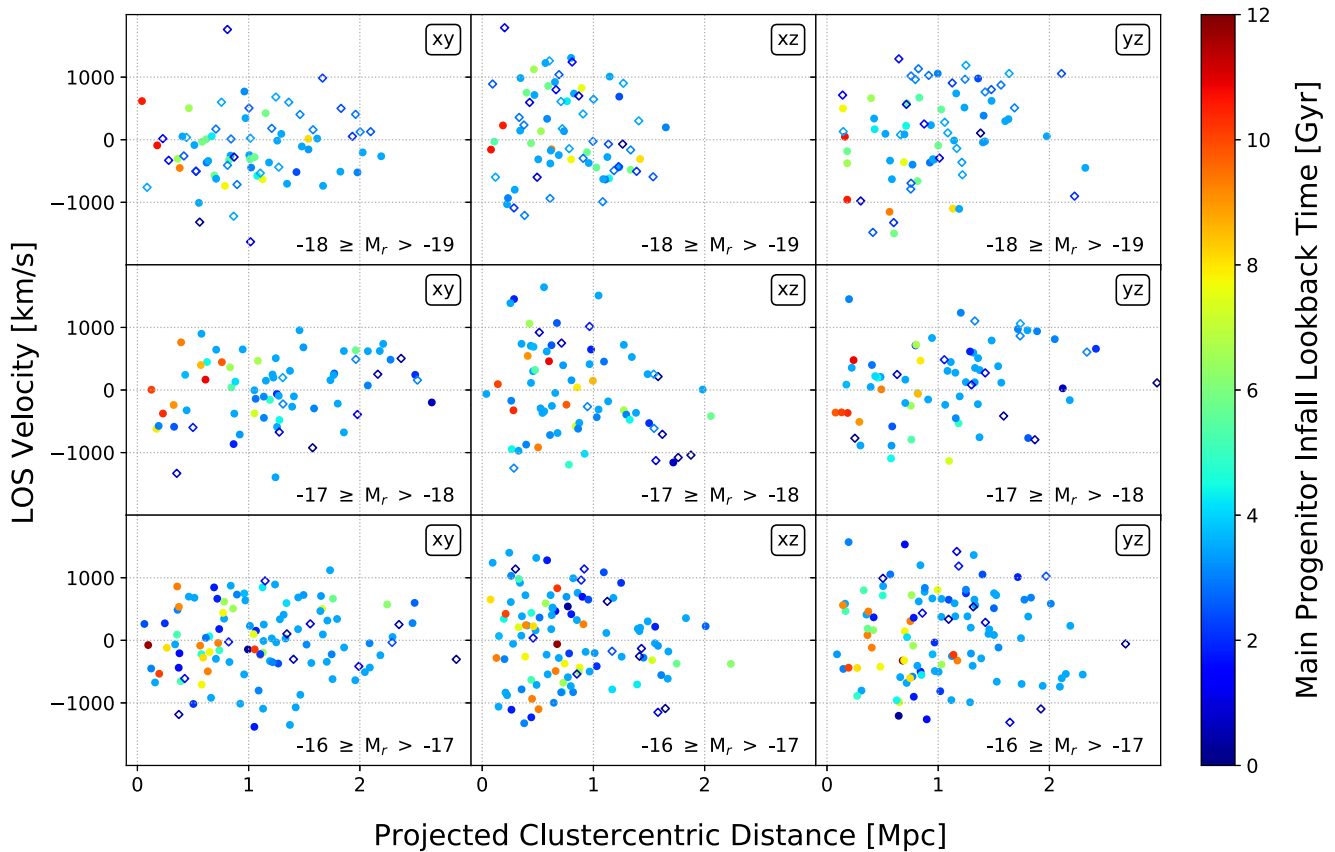 xy xz yz
1000
0
−1000
-18 ≥ M_r > -19 -18 ≥ M_r > -19 -18 ≥ M_r > -19
xy xz yz
1000
0
−1000
-17 ≥ M_r > -18 -17 ≥ M_r > -18 -17 ≥ M_r > -18
xy xz yz
1000
0
−1000
-16 ≥ M_r > -17 -16 ≥ M_r > -17 -16 ≥ M_r > -17
0 1 2 0 1 2 0 1 2
LOS Velocity [km/s]
Projected Clustercentric Distance [Mpc]
12
10
8
6
4
2
0
Main Progenitor Infall Lookback Time [Gyr]